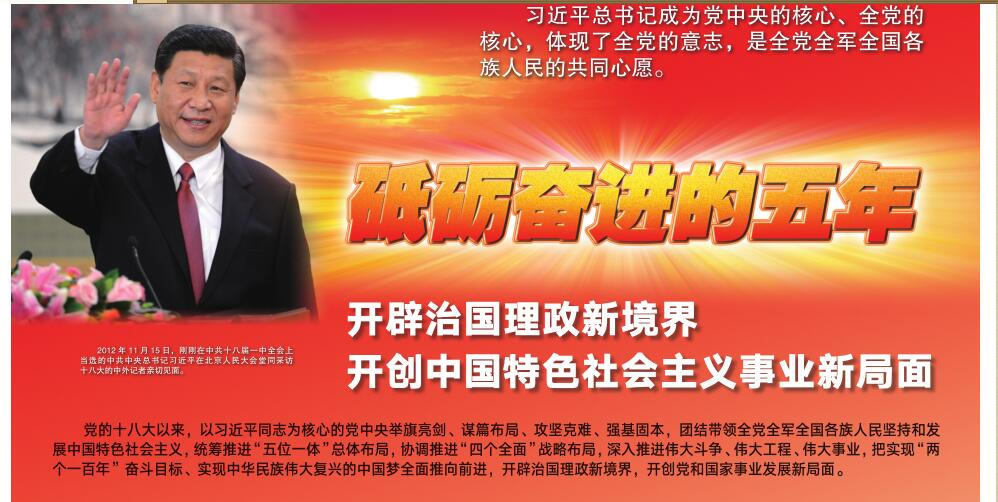 习近平总书记成为党中央的核心、全党的
核心，体现了全党的意志，是全党全军全国各
族人民的共同心愿。
砥砺奋进的五年
开辟治国理政新境界
开创中国特色社会主义事业新局面
2012年11月15日，刚刚在中共十八届一中全会上
当选的中共中央总书记习近平在北京人民大会堂同采访
十八大的中外记者亲切见面。
党的十八大以来，以习近平同志为核心的党中央举旗亮剑、谋篇布局、攻坚克难、强基固本，团结带领全党全军全国各族人民坚持和发
展中国特色社会主义，统筹推进“五位一体”总体布局，协调推进“四个全面”战略布局，深入推进伟大斗争、伟大工程、伟大事业，把实现“两
个一百年”奋斗目标、实现中华民族伟大复兴的中国梦全面推向前进，开辟治国理政新境界，开创党和国家事业发展新局面。